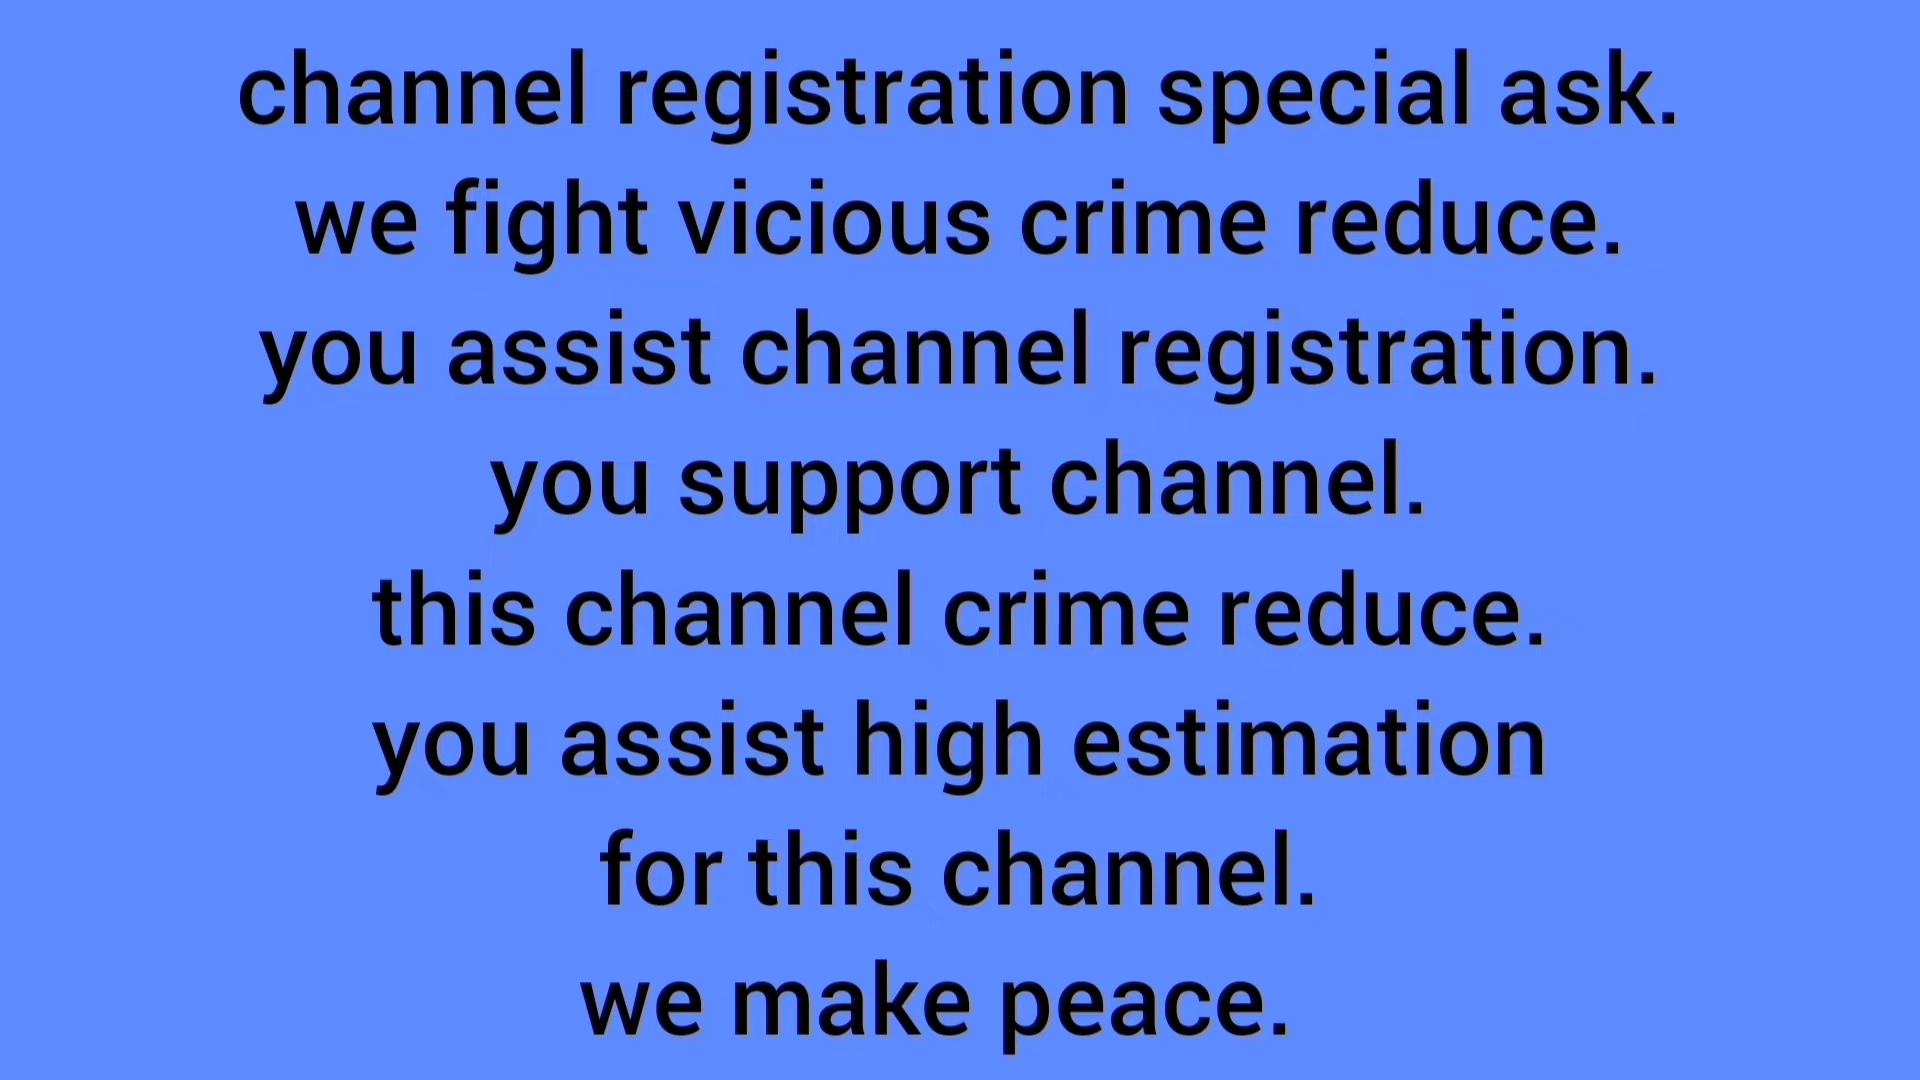 channel registration special ask.
we fight vicious crime reduce.
you assist channel registration.
you support channel.
this channel crime reduce.
you assist high estimation
for this channel.
we make peace.